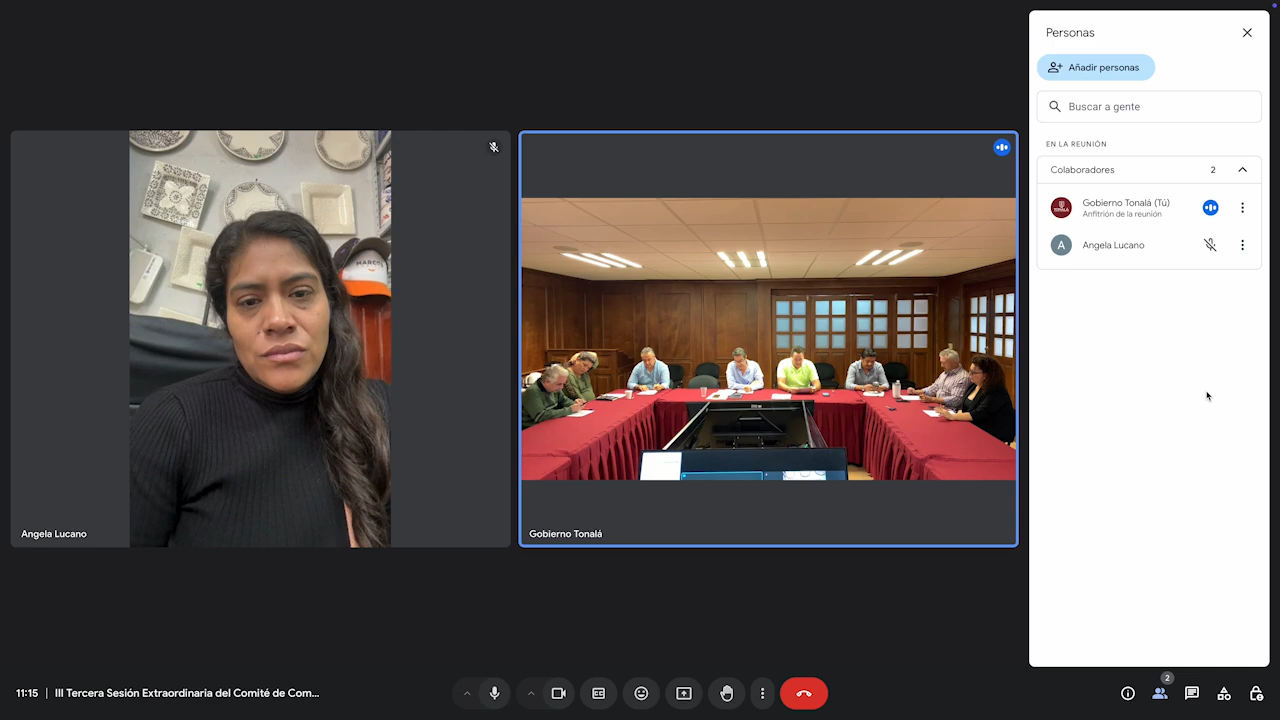 Personas
Añadir personas
Buscar a gente
EN LA REUNIÓN
Colaboradores 2
Gobierno Tonalá (Tú)
Anfitrión de la reunión
A Angela Lucano
Angela Lucano
Gobierno Tonalá
11:15 | III Tercera Sesión Extraordinaria del Comité de Com...
2